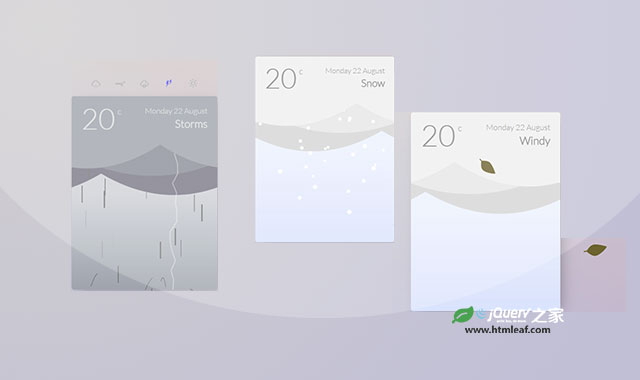 20 c
Monday 22 August
Storms
20 c
Monday 22 August
Snow
20 c
Monday 22 August
Windy
jQuery之家
www.htmleaf.com